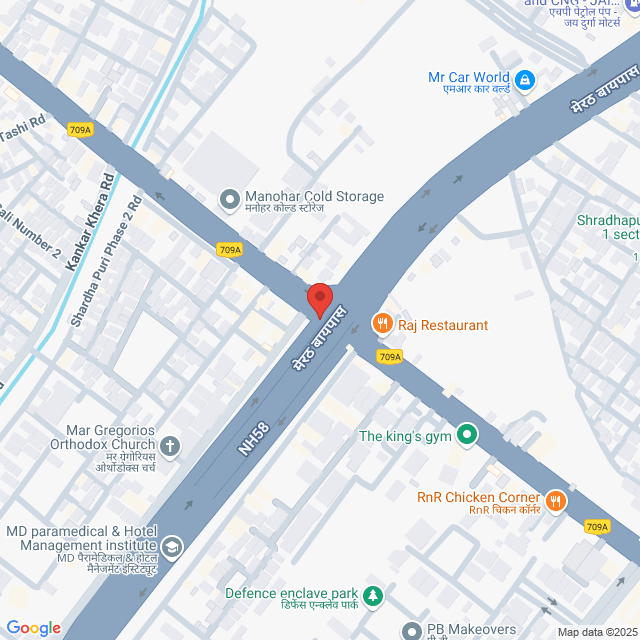 and CNG - JAI...
एचपी पेट्रोल पंप -
जय दुर्गा मोटर्स
Mr Car World
एमआर कार वर्ल्ड
मेरठ बायपास
Tashi Rd
709A
Kankar Khera Rd
Shardha Puri Phase 2 Rd
Manohar Cold Storage
मनोहर कोल्ड स्टोरेज
Number 2
709A
Shradhapu
1 sect
1
मेरठ बायपास
Raj Restaurant
709A
NH58
Mar Gregorios
Orthodox Church
मर ग्रेगोरियस
ओर्थोडोक्स चर्च
The king's gym
RnR Chicken Corner
RnR चिकन कॉर्नर
709A
MD paramedical & Hotel
Management institute
MD पैरामेडिकल & होटल
मैनेजमेंट इंस्टिट्यूट
Defence enclave park
डिफेंस एन्क्लेव पार्क
PB Makeovers
Google
Map data ©2025